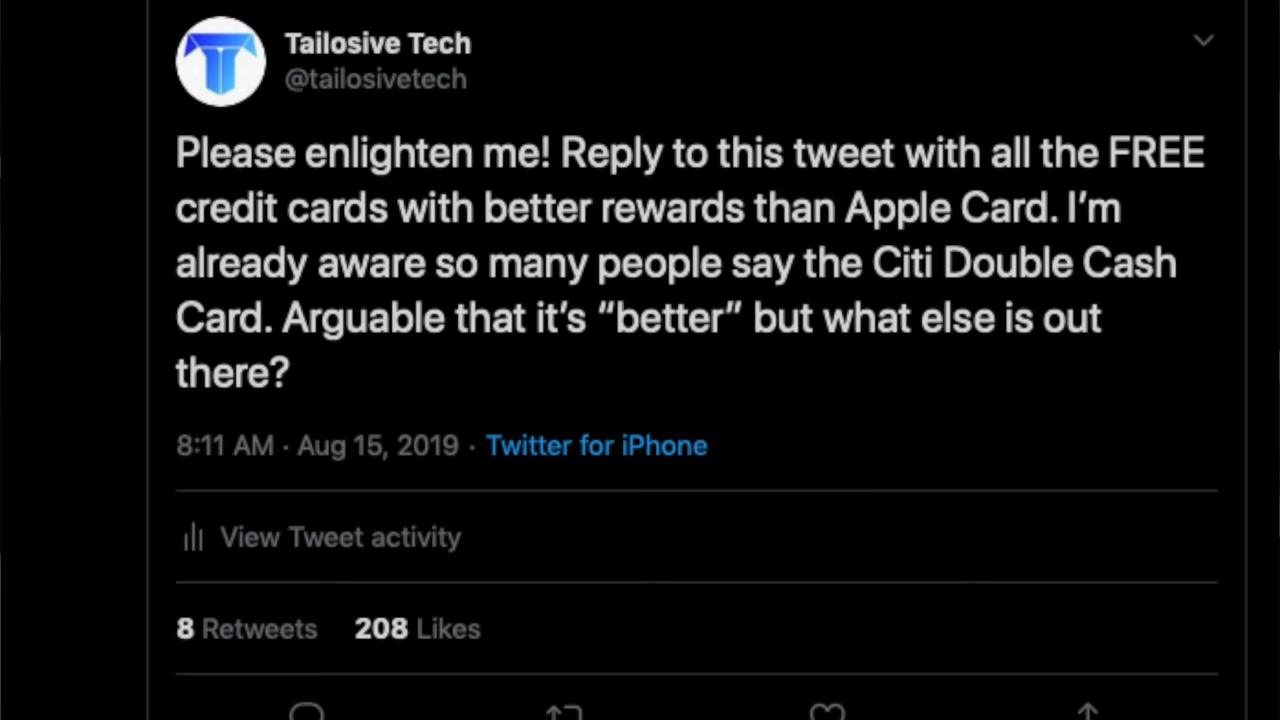 Tailosive Tech
@tailosivetech
Please enlighten me! Reply to this tweet with all the FREE
credit cards with better rewards than Apple Card. I’m
already aware so many people say the Citi Double Cash
Card. Arguable that it’s “better” but what else is out
there?
8:11 AM · Aug 15, 2019 · Twitter for iPhone
View Tweet activity
8 Retweets 208 Likes